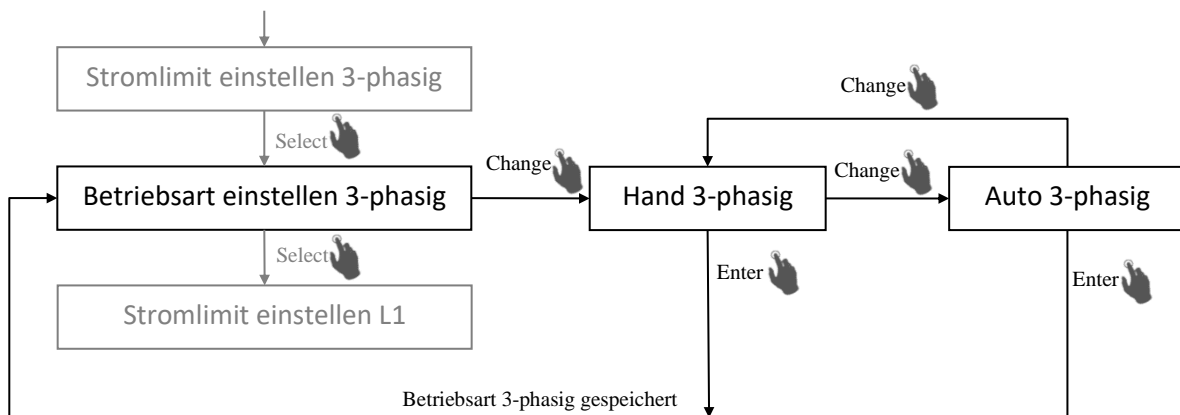 Stromlimit einstellen 3-phasig
Change
Select
Betriebsart einstellen 3-phasig
Change
Hand 3-phasig
Change
Auto 3-phasig
Select
Enter
Enter
Stromlimit einstellen L1
Betriebsart 3-phasig gespeichert